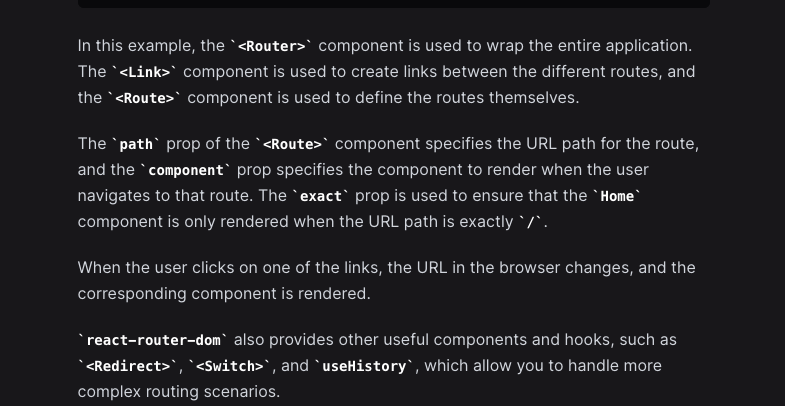 In this example, the `<Router>` component is used to wrap the entire application.
The `<Link>` component is used to create links between the different routes, and
the `<Route>` component is used to define the routes themselves.
The `path` prop of the `<Route>` component specifies the URL path for the route,
and the `component` prop specifies the component to render when the user
navigates to that route. The `exact` prop is used to ensure that the `Home`
component is only rendered when the URL path is exactly `/`.
When the user clicks on one of the links, the URL in the browser changes, and the
corresponding component is rendered.
`react-router-dom` also provides other useful components and hooks, such as
`<Redirect>`, `<Switch>`, and `useHistory`, which allow you to handle more
complex routing scenarios.